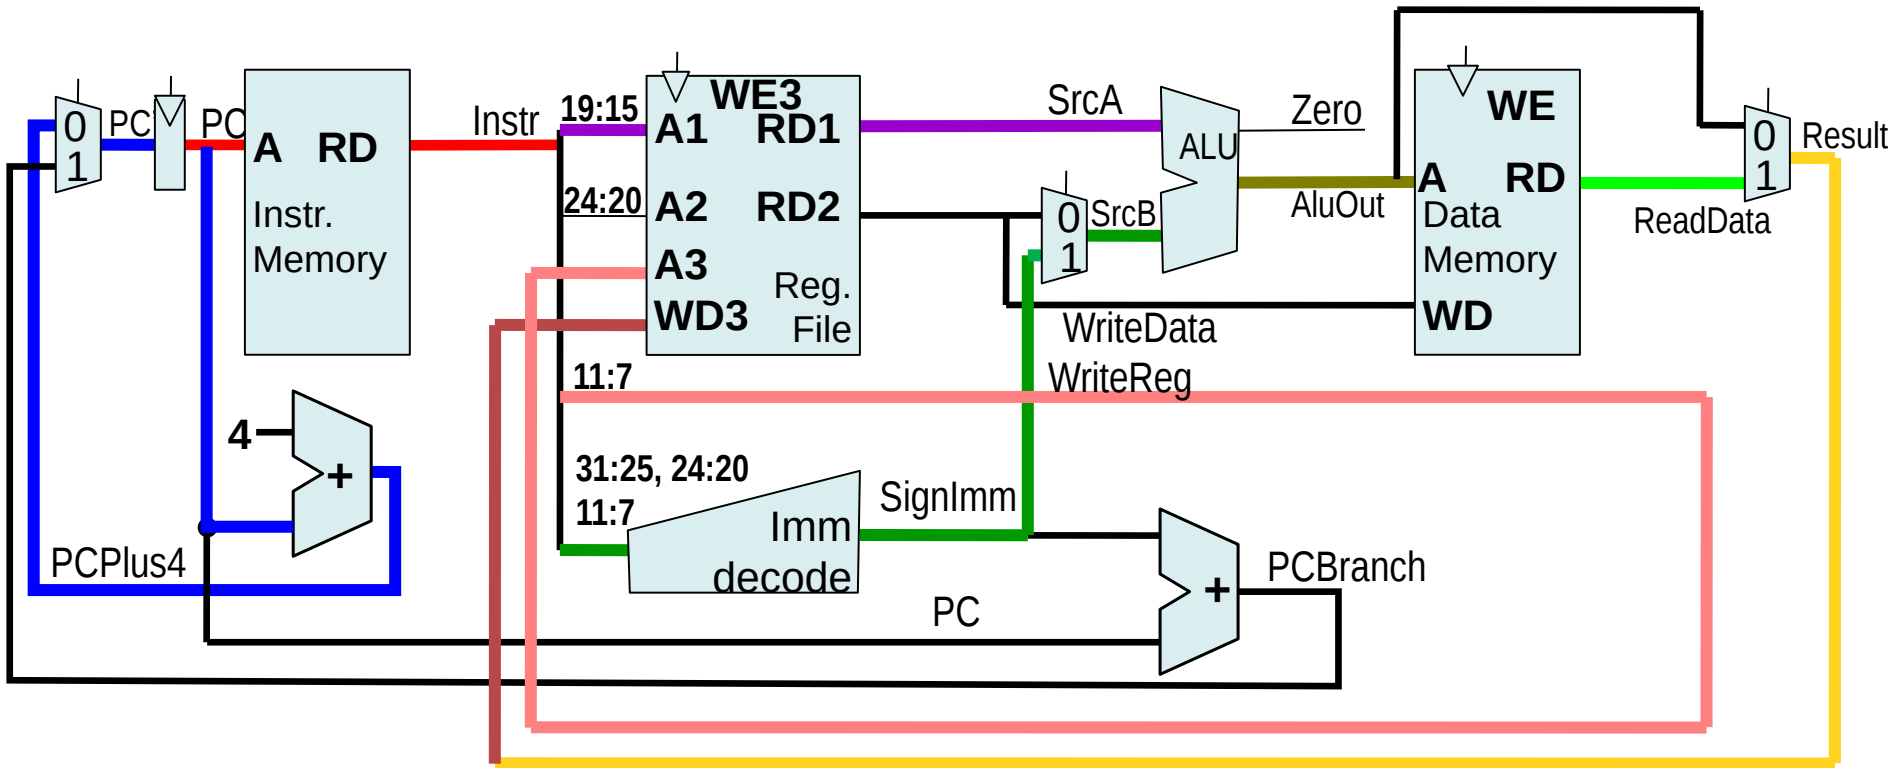 0
1
PC'
PC
A RD
Instr.
Memory
Instr
19:15
24:20
WE3
A1 RD1
A2 RD2
A3
WD3
Reg.
File
SrcA
0
1
SrcB
ALU
Zero
AluOut
WE
A RD
Data
Memory
WD
ReadData
0
1
Result
WriteData
WriteReg
11:7
4
+
PCPlus4
31:25, 24:20
11:7
Imm
decode
SignImm
PC
+
PCBranch